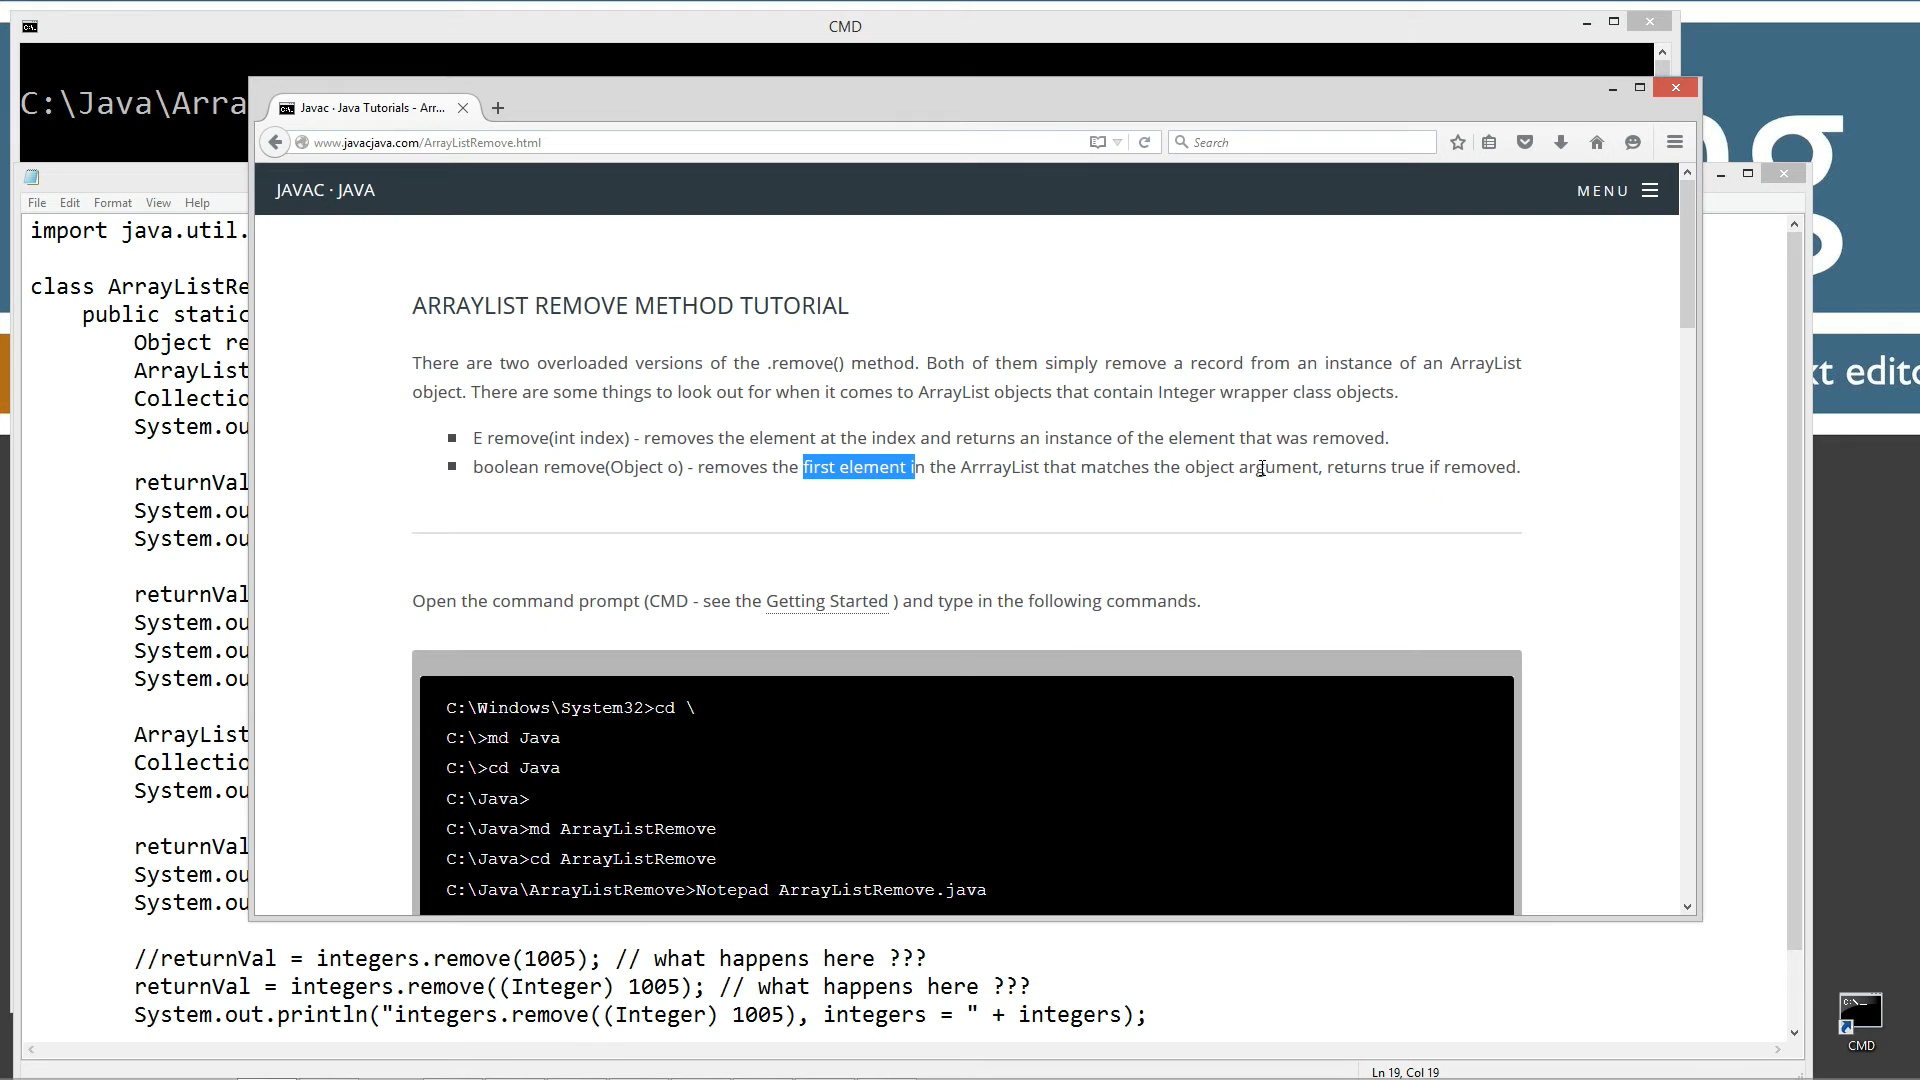 CMD
C:\Java\Arra
Javac · Java Tutorials - Arr...
www.javacjava.com/ArrayListRemove.html
Search
JAVAC · JAVA
MENU
File Edit Format View Help
import java.util.
class ArrayListRe
public static
Object re
ArrayList
Collectio
System.ou
returnVal
System.ou
System.ou
returnVal
System.ou
System.ou
System.ou
ArrayList
Collectio
System.ou
returnVal
System.ou
System.ou
//returnVal = integers.remove(1005); // what happens here ???
returnVal = integers.remove((Integer) 1005); // what happens here ???
System.out.println("integers.remove((Integer) 1005), integers = " + integers);
ARRAYLIST REMOVE METHOD TUTORIAL
There are two overloaded versions of the .remove() method. Both of them simply remove a record from an instance of an ArrayList
object. There are some things to look out for when it comes to ArrayList objects that contain Integer wrapper class objects.
E remove(int index) - removes the element at the index and returns an instance of the element that was removed.
boolean remove(Object o) - removes the first element in the ArrrayList that matches the object argument, returns true if removed.
Open the command prompt (CMD - see the Getting Started ) and type in the following commands.
C:\Windows\System32>cd \
C:\>md Java
C:\>cd Java
C:\Java>
C:\Java>md ArrayListRemove
C:\Java>cd ArrayListRemove
C:\Java\ArrayListRemove>Notepad ArrayListRemove.java
ng
xt edito
Ln 19, Col 19
CMD